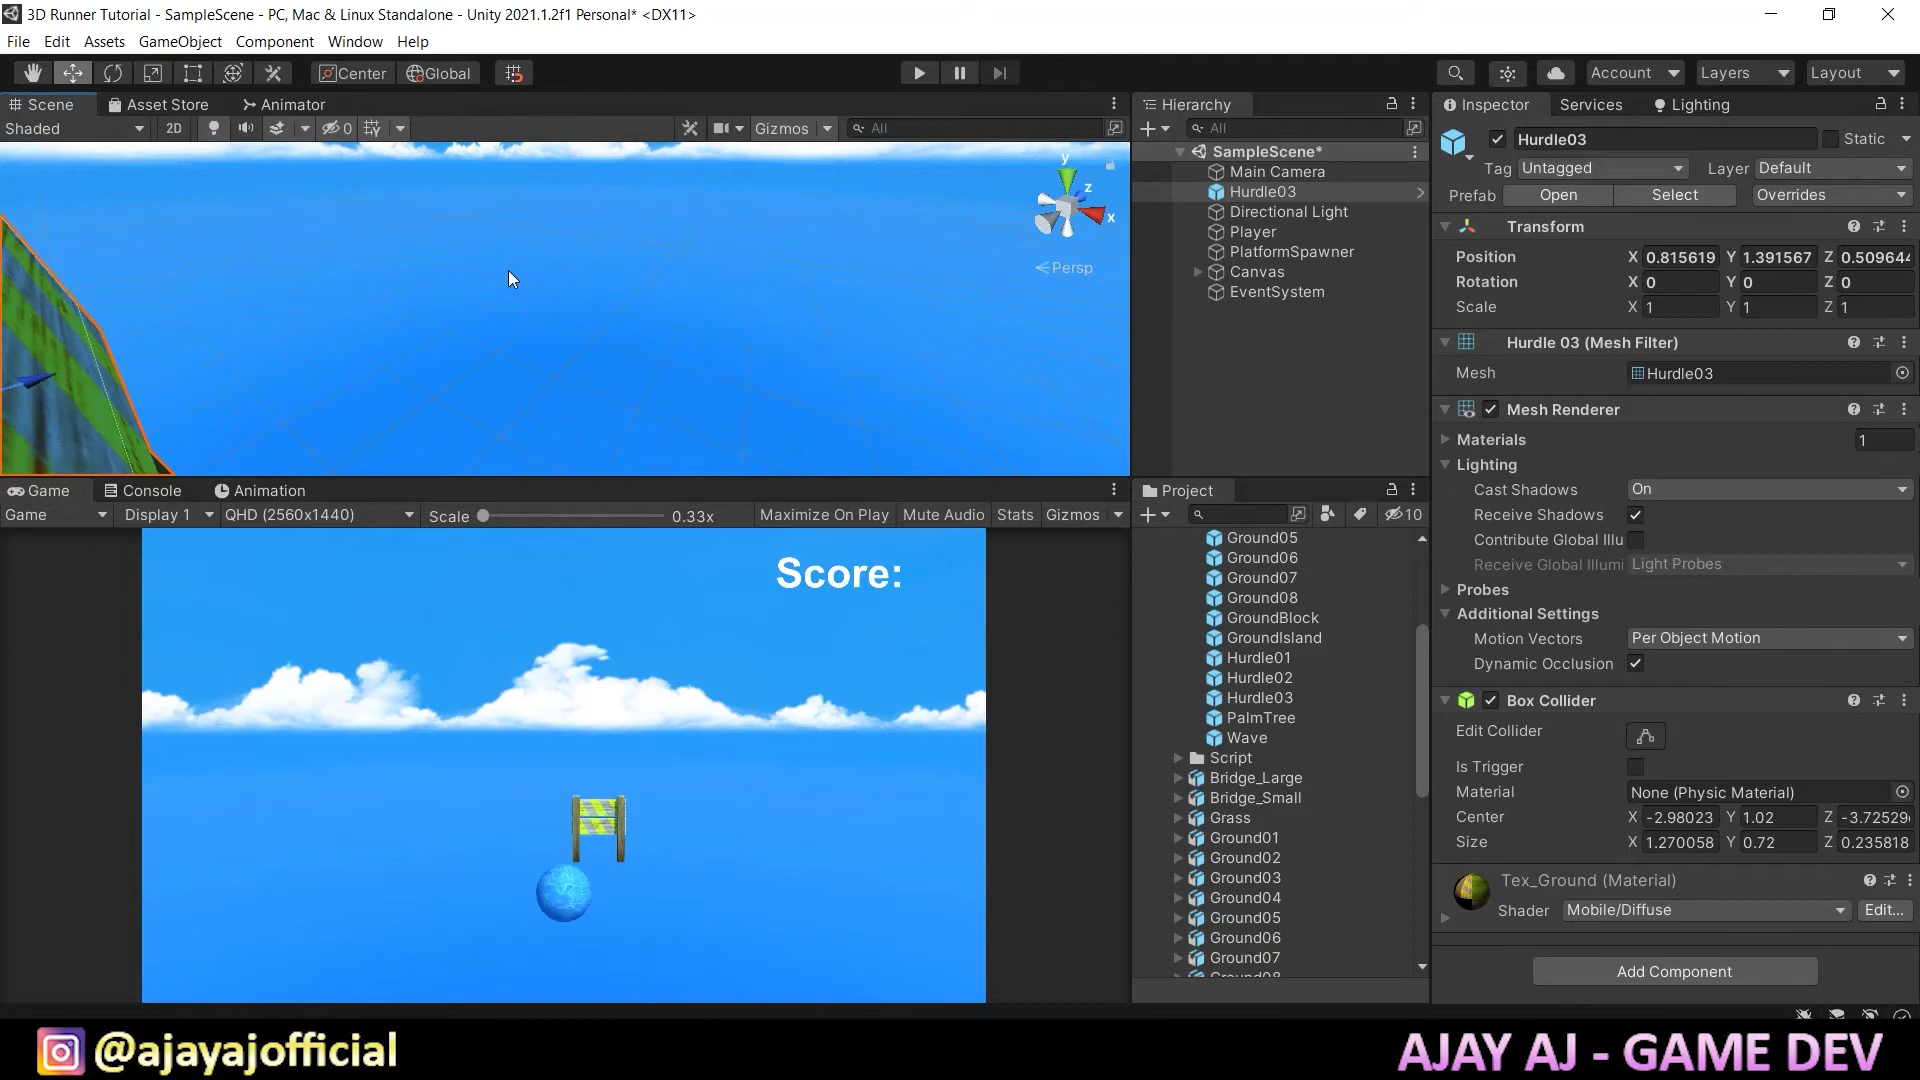 3D Runner Tutorial - SampleScene - PC, Mac & Linux Standalone - Unity 2021.1.2f1 Personal* <DX11>
File Edit Assets GameObject Component Window Help
Center Global Account Layers Layout
Scene Asset Store Animator
Shaded 2D 0 Gizmos All
y z x
Persp
Hierarchy
All
SampleScene*
Main Camera
Hurdle03
Directional Light
Player
PlatformSpawner
Canvas
EventSystem
Inspector Services Lighting
Hurdle03 Static
Tag Untagged Layer Default
Prefab Open Select Overrides
Transform
Position X 0.815619 Y 1.391567 Z 0.509644
Rotation X 0 Y 0 Z 0
Scale X 1 Y 1 Z 1
Hurdle 03 (Mesh Filter)
Mesh Hurdle03
Mesh Renderer
Materials 1
Lighting
Cast Shadows On
Receive Shadows
Contribute Global Illu
Receive Global Illumi Light Probes
Probes
Additional Settings
Motion Vectors Per Object Motion
Dynamic Occlusion
Box Collider
Edit Collider
Is Trigger
Material None (Physic Material)
Center X -2.98023 Y 1.02 Z -3.72529
Size X 1.270058 Y 0.72 Z 0.235818
Tex_Ground (Material)
Shader Mobile/Diffuse Edit...
Add Component
Game Console Animation
Game Display 1 QHD (2560x1440) Scale 0.33x Maximize On Play Mute Audio Stats Gizmos
Score:
Project
10
Ground05
Ground06
Ground07
Ground08
GroundBlock
GroundIsland
Hurdle01
Hurdle02
Hurdle03
PalmTree
Wave
Script
Bridge_Large
Bridge_Small
Grass
Ground01
Ground02
Ground03
Ground04
Ground05
Ground06
Ground07
Ground08
@ajayajofficial
AJAY AJ - GAME DEV